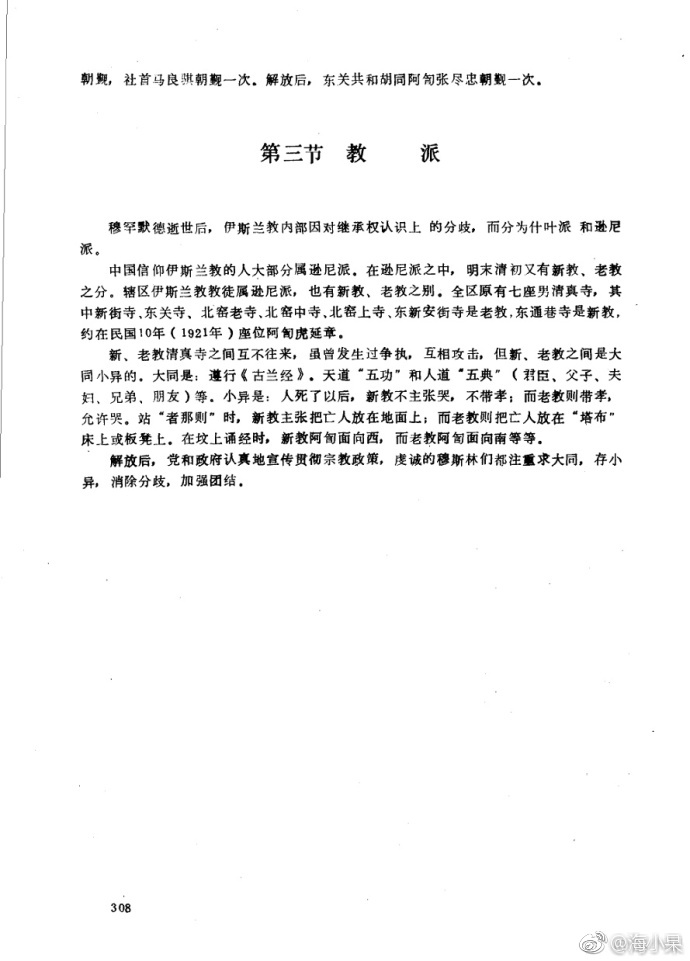 朝觐，社首马良骐朝觐一次。解放后，东关共和胡同阿訇张尽忠朝觐一次。
第三节 教 派
穆罕默德逝世后，伊斯兰教内部因对继承权认识上 的分歧，而分为什叶派 和逊尼
派。
中国信仰伊斯兰教的人大部分属逊尼派。在逊尼派之中，明末清初又有新教、老教
之分。辖区伊斯兰教教徒属逊尼派，也有新教、老教之别。全区原有七座男清真寺，其
中新街寺、东关寺、北窑老寺、北窑中寺、北窑上寺、东新安街寺是老教，东通巷寺是新教，
约在民国10年（1921年）座位阿訇虎延章。
新、老教清真寺之间互不往来，虽曾发生过争执，互相攻击，但新、老教之间是大
同小异的。大同是：遵行《古兰经》。天道“五功”和人道“五典”（君臣、父子、夫
妇、兄弟、朋友）等。小异是：人死了以后，新教不主张哭，不带孝；而老教则带孝，
允许哭。站“者那则”时，新教主张把亡人放在地面上；而老教则把亡人放在“塔布”
床上或板凳上。在坟上诵经时，新教阿訇面向西，而老教阿訇面向南等等。
解放后，党和政府认真地宣传贯彻宗教政策，虔诚的穆斯林们都注重求大同，存小
异，消除分歧，加强团结。
308
@海小杲